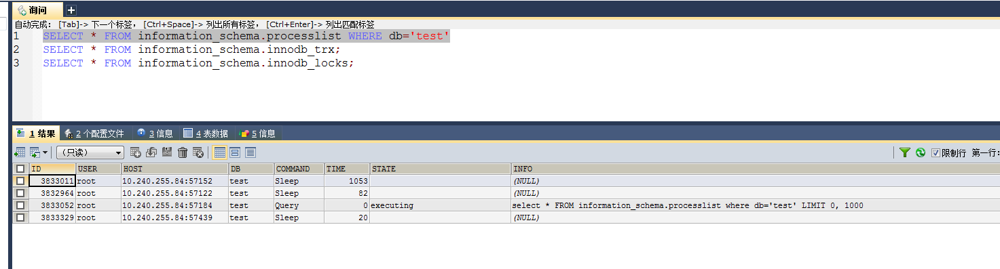 询问
自动完成： [Tab]-> 下一个标签， [Ctrl+Space]-> 列出所有标签， [Ctrl+Enter]-> 列出匹配标签
1 SELECT * FROM information_schema.processlist WHERE db='test'
2 SELECT * FROM information_schema.innodb_trx;
3 SELECT * FROM information_schema.innodb_locks;
1 结果 2 个配置文件 3 信息 4 表数据 5 信息
（只读） 限制行 第一行:
ID USER HOST DB COMMAND TIME STATE INFO
3833011 root 10.240.255.84:57152 test Sleep 1053 (NULL)
3832964 root 10.240.255.84:57122 test Sleep 82 (NULL)
3833052 root 10.240.255.84:57184 test Query 0 executing select * FROM information_schema.processlist where db='test' LIMIT 0, 1000
3833329 root 10.240.255.84:57439 test Sleep 20 (NULL)